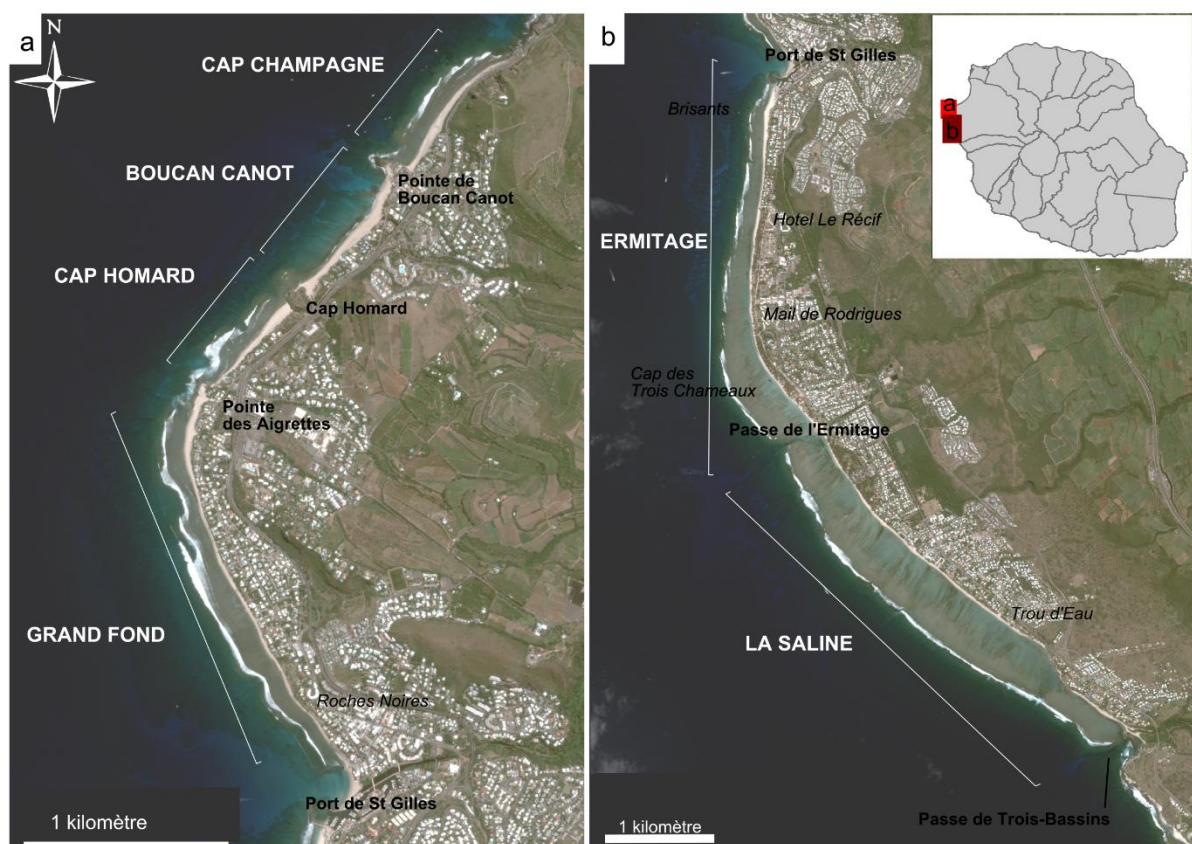 a
N
CAP CHAMPAGNE
BOUCAN CANOT
Pointe de
Boucan Canot
CAP HOMARD
Cap Homard
Pointe
des Aigrettes
GRAND FOND
Roches Noires
Port de St Gilles
1 kilomètre
b
Port de St Gilles
Brisants
a
b
Hotel Le Récif
ERMITAGE
Mail de Rodrigues
Cap des
Trois Chameaux
Passe de l'Ermitage
Trou d'Eau
LA SALINE
Passe de Trois-Bassins
1 kilomètre